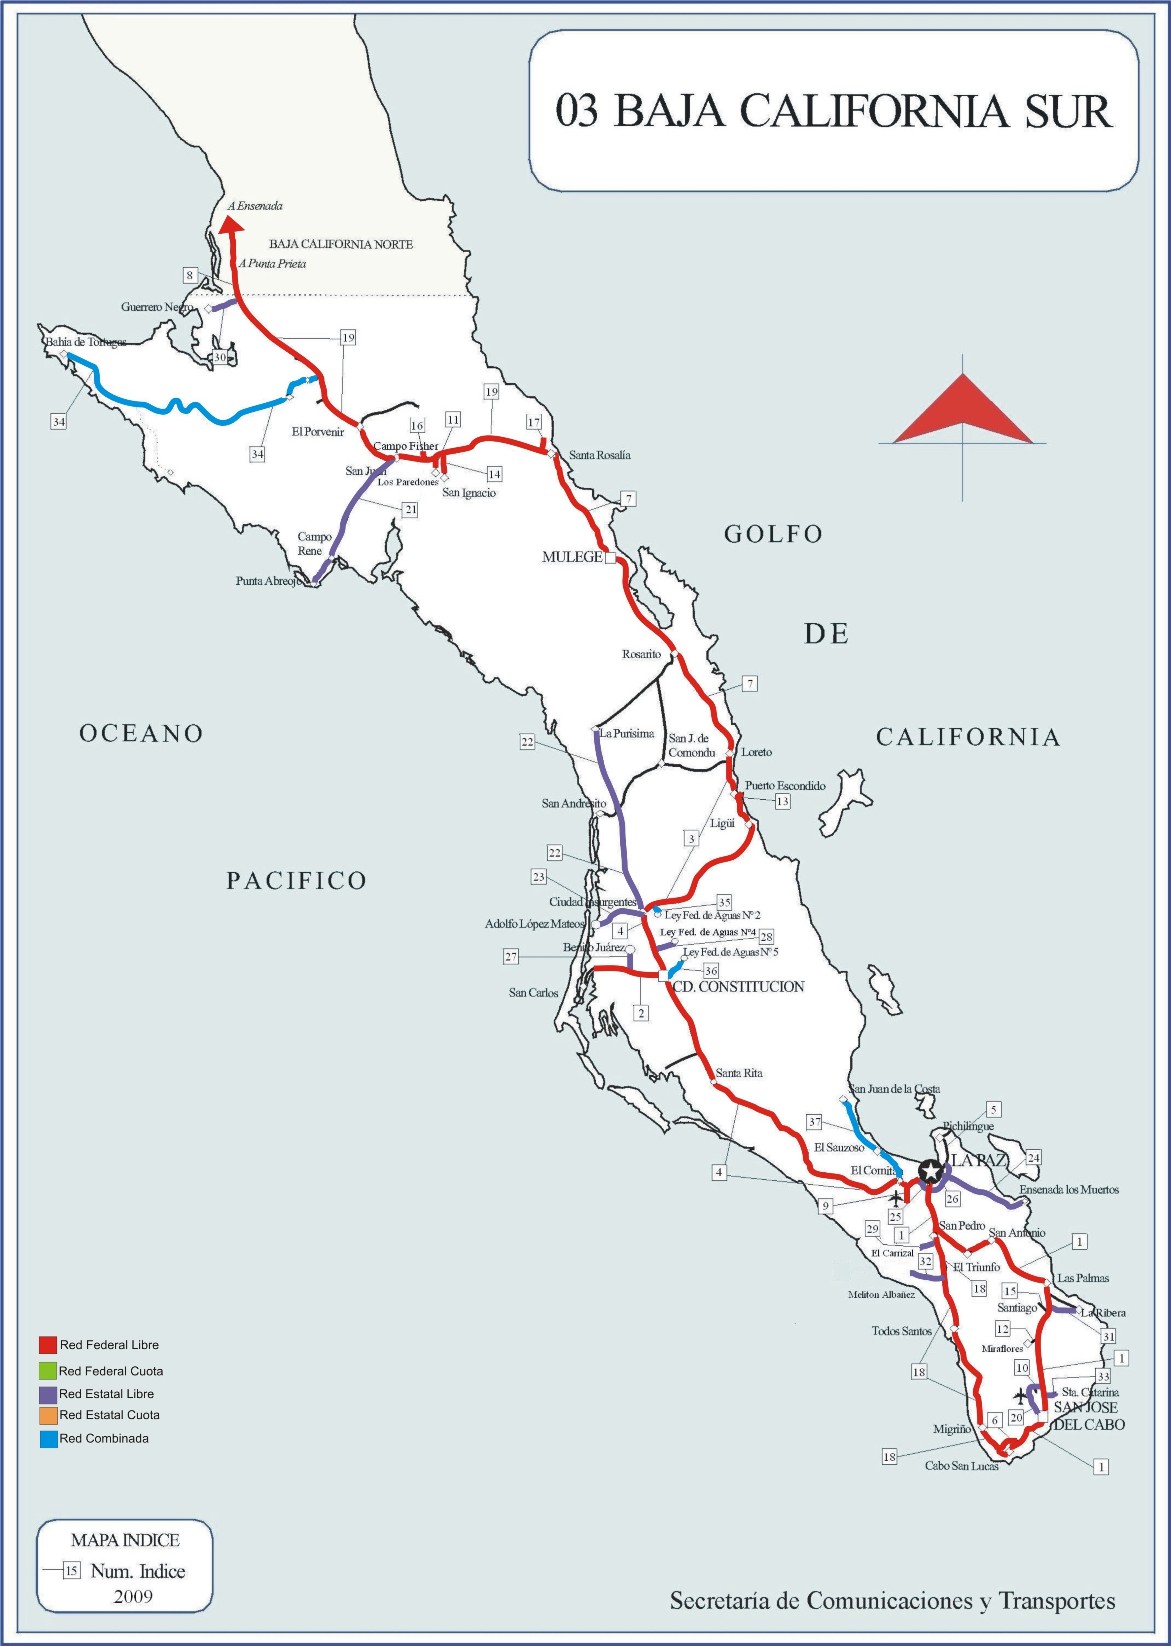 03 BAJA CALIFORNIA SUR
A Ensenada
BAJA CALIFORNIA NORTE
A Punta Prieta
8
Guerrero Negro
30
19
Bahía de Tortugas
34
34
El Porvenir
Campo Fisher
16
11
19
17
Santa Rosalía
San Juan
Los Paredones
14
San Ignacio
21
7
Campo
Rene
Punta Abreojo
MULEGE
GOLFO
DE
CALIFORNIA
Rosarito
7
OCEANO
PACIFICO
22
La Purisima
San J. de
Comondu
Loreto
Puerto Escondido
13
San Andresito
Ligüi
3
22
23
Ciudad Insurgentes
35
Ley Fed. de Aguas Nº 2
Adolfo López Mateos
4
Ley Fed. de Aguas Nº4
28
Benito Juárez
Ley Fed. de Aguas Nº 5
27
36
CD. CONSTITUCION
San Carlos
2
Santa Rita
San Juan de la Costa
5
37
Pichilingue
El Sauzoso
LA PAZ
24
4
El Comitan
26
Ensenada los Muertos
9
25
29
1
San Pedro
San Antonio
1
El Carrizal
32
El Triunfo
Las Palmas
18
15
Meliton Albañez
Santiago
La Ribera
Todos Santos
12
31
Miraflores
1
18
10
33
Sta. Catarina
SAN JOSE
DEL CABO
20
6
Migriño
18
Cabo San Lucas
1
Red Federal Libre
Red Federal Cuota
Red Estatal Libre
Red Estatal Cuota
Red Combinada
MAPA INDICE
15 Num. Indice
2009
Secretaría de Comunicaciones y Transportes